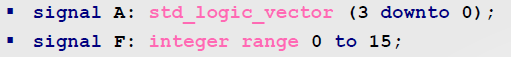 ▪ signal A: std_logic_vector (3 downto 0);
▪ signal F: integer range 0 to 15;